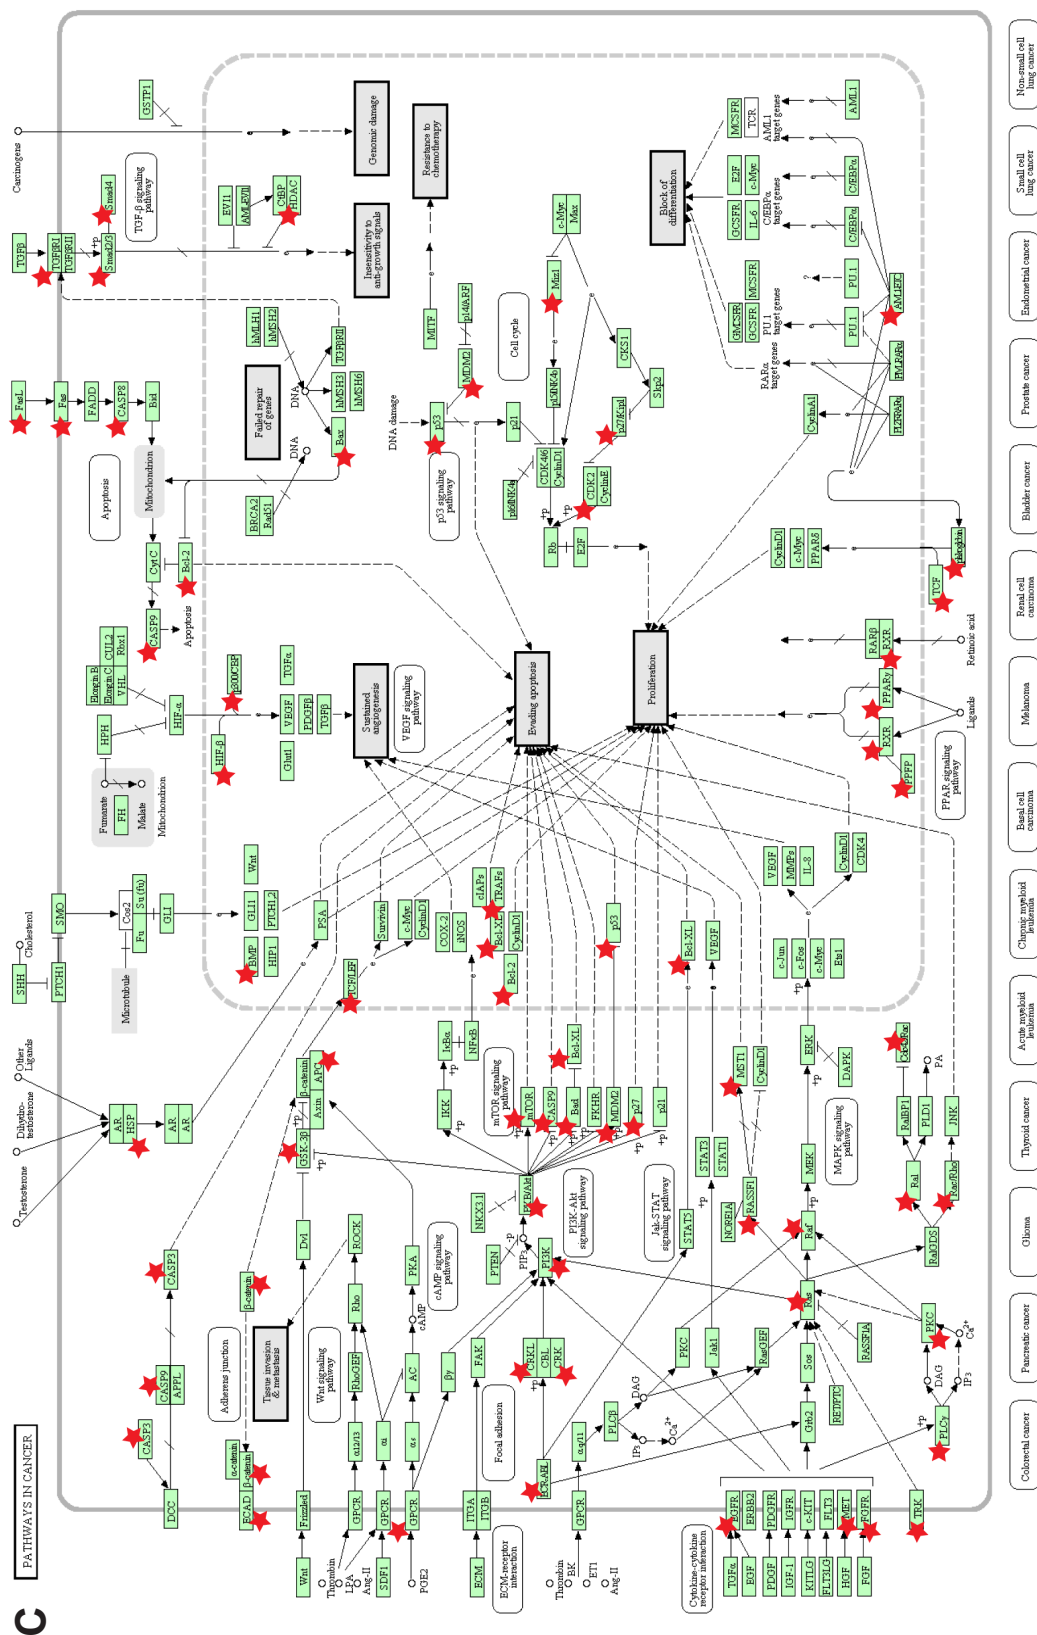 C
PATHWAYS IN CANCER
Testosterone
Dihydro-
testosterone
Other
Ligands
SHH
Cholesterol
PTCH1
SMO
Microtubule
Cos2
Fu
Su(fu)
GLI
Fumarate
FH
Malate
Mitochondrion
HPH
Elongin B
Elongin C
CUL2
VHL
Rbx1
HIF-α
FasL
Fas
FADD
CASP8
Bid
Mitochondrion
Apoptosis
CytC
CASP9
Bcl-2
Apoptosis
TGFβ
TGFβRI
TGFβRII
+p
Smad2/3
Smad4
TGF-β signaling
pathway
Carcinogens
GSTP1
DCC
CASP3
CASP9
APPL
CASP3
AR
HSP
AR
AR
ECAD
α-catenin
β-catenin
β-catenin
Adherens junction
Tissue invasion
& metastasis
Wnt
Frizzled
Dvl
GSK-3β
+p
β-catenin
Axin
APC
TCF/LEF
Wnt signaling
pathway
Thrombin
LPA
Ang-II
SDF1
PGE2
GPCR
GPCR
GPCR
α12/13
αi
αs
RhoGEF
Rho
ROCK
AC
cAMP
PKA
βγ
cAMP signaling
pathway
ECM
ITGA
ITGB
FAK
ECM-receptor
interaction
Focal adhesion
PI3K
PIP3
PTEN
-p
NKX3.1
PKB/Akt
PI3K-Akt
signaling pathway
IKK
+p
IκBα
NFκB
mTOR signaling
pathway
mTOR
CASP9
Bad
FKHR
MDM2
p27
p21
Bcl-XL
BCR-ABL
CRKL
CBL
CRK
+p
Thrombin
BK
ET1
Ang-II
GPCR
αq/11
PLCβ
IP3
Ca2+
DAG
PKC
RasGEF
Jak-STAT
signaling pathway
STAT5
Jak1
STAT3
STAT1
+p
Cytokine-cytokine
receptor interaction
TGFα
EGF
PDGF
IGF-1
KITLG
FLT3LG
HGF
FGF
EGFR
ERBB2
PDGFR
IGFR
c-KIT
FLT3
MET
FGFR
TRK
Grb2
Sos
Ras
RET/PTC
RASSF1A
NORE1A
RASSF1
MST1
CyclinD1
Raf
MEK
ERK
DAPK
MAPK signaling
pathway
PLCγ
DAG
IP3
Ca2+
PKC
RalGDS
Ral
RalBP1
Cdc42/Rac
PLD1
PA
Rac/Rho
JNK
BMP
GLI1
Wnt
HIP1
PTCH1,2
PSA
Survivin
c-Myc
CyclinD1
COX-2
iNOS
cIAPs
Bcl-XL
TRAFs
Bcl-2
CyclinD1
p53
Bcl-XL
VEGF
c-Jun
c-Fos
c-Myc
Ets1
VEGF
MMPs
IL-8
CyclinD1
CDK4
HIF-β
p300/CBP
Glut1
VEGF
TGFα
PDGFβ
TGFβ
Sustained
angiogenesis
VEGF signaling
pathway
Evading apoptosis
Proliferation
BRCA2
Rad51
DNA
Failed repair
of genes
DNA
hMLH1
hMSH2
hMSH3
hMSH6
Bax
TGFβRII
EVI1
AML-EVI1
CtBP
HDAC
Insensitivity to
anti-growth signals
Genomic damage
Resistance to
chemotherapy
MITF
DNA damage
p53
MDM2
p14/ARF
p53 signaling
pathway
Cell cycle
p21
p16/INK4a
CDK4/6
CyclinD1
p15/INK4b
Miz1
c-Myc
Max
CDK2
CyclinE
p27/Kip1
Skp2
CKS1
Rb
E2F
+p
Block of
differentiation
PPFP
RXR
PPARγ
Ligands
PPAR signaling
pathway
RARβ
RXR
Retinoic acid
CyclinD1
c-Myc
PPARδ
TCF
CyclinA1
RARα
target genes
GMCSFR
GCSFR
MCSFR
PU.1
target genes
GCSFR
IL-6
E2F
c-Myc
C/EBPα
target genes
MCSFR
TCR
AML1
target genes
PU.1
PU.1
?
C/EBPα
C/EBPα
AML1
PLZF-RARα
PML-RARα
AML1-ETO
Colorectal cancer
Pancreatic cancer
Glioma
Thyroid cancer
Acute myeloid
leukemia
Chronic myeloid
leukemia
Basal cell
carcinoma
Melanoma
Renal cell
carcinoma
Bladder cancer
Prostate cancer
Endometrial cancer
Small cell
lung cancer
Non-small cell
lung cancer